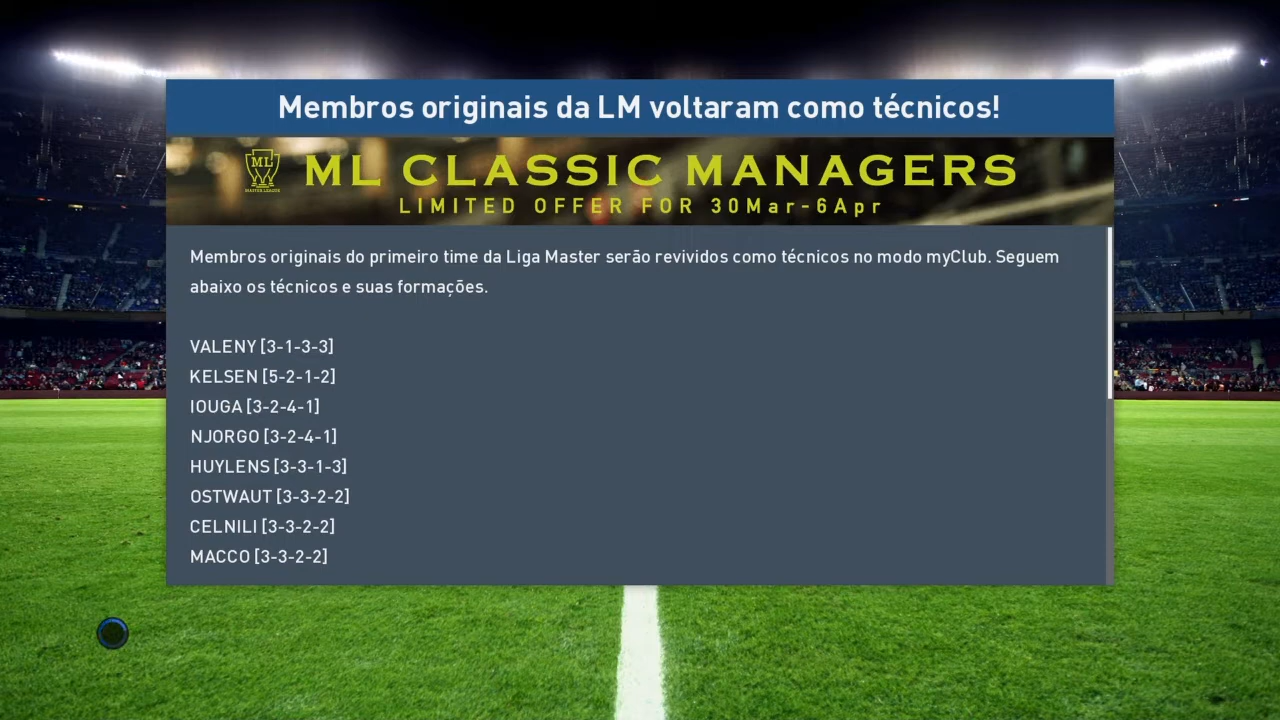 Membros originais da LM voltaram como técnicos!
ML
MASTER LEAGUE
ML CLASSIC MANAGERS
LIMITED OFFER FOR 30Mar-6Apr
Membros originais do primeiro time da Liga Master serão revividos como técnicos no modo myClub. Seguem
abaixo os técnicos e suas formações.
VALENY [3-1-3-3]
KELSEN [5-2-1-2]
IOUGA [3-2-4-1]
NJORGO [3-2-4-1]
HUYLENS [3-3-1-3]
OSTWAUT [3-3-2-2]
CELNILI [3-3-2-2]
MACCO [3-3-2-2]